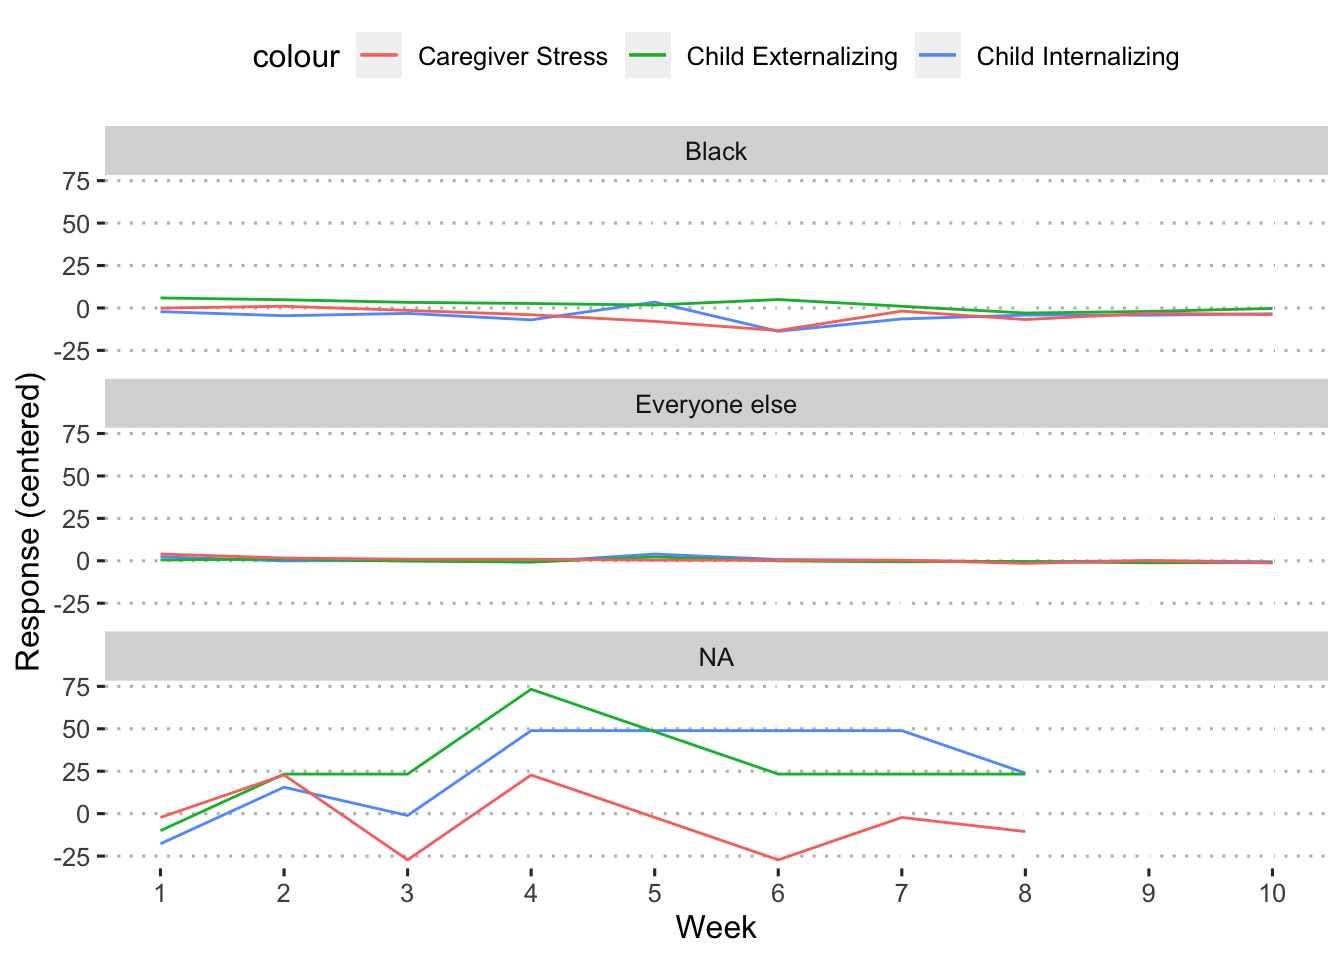 colour Caregiver Stress Child Externalizing Child Internalizing
Black
75
50
25
0
-25
Everyone else
75
50
25
0
-25
NA
75
50
25
0
-25
Response (centered)
1 2 3 4 5 6 7 8 9 10
Week